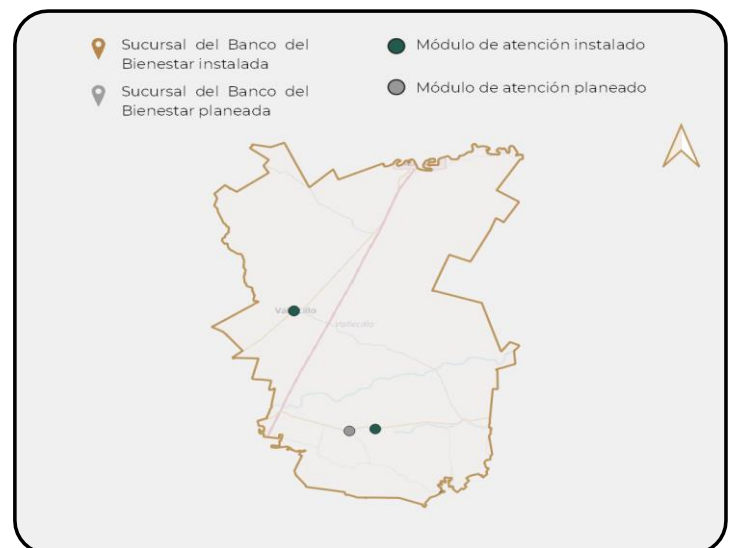 Sucursal del Banco del
Bienestar instalada
Sucursal del Banco del
Bienestar planeada
Módulo de atención instalado
Módulo de atención planeado
Vallecillo